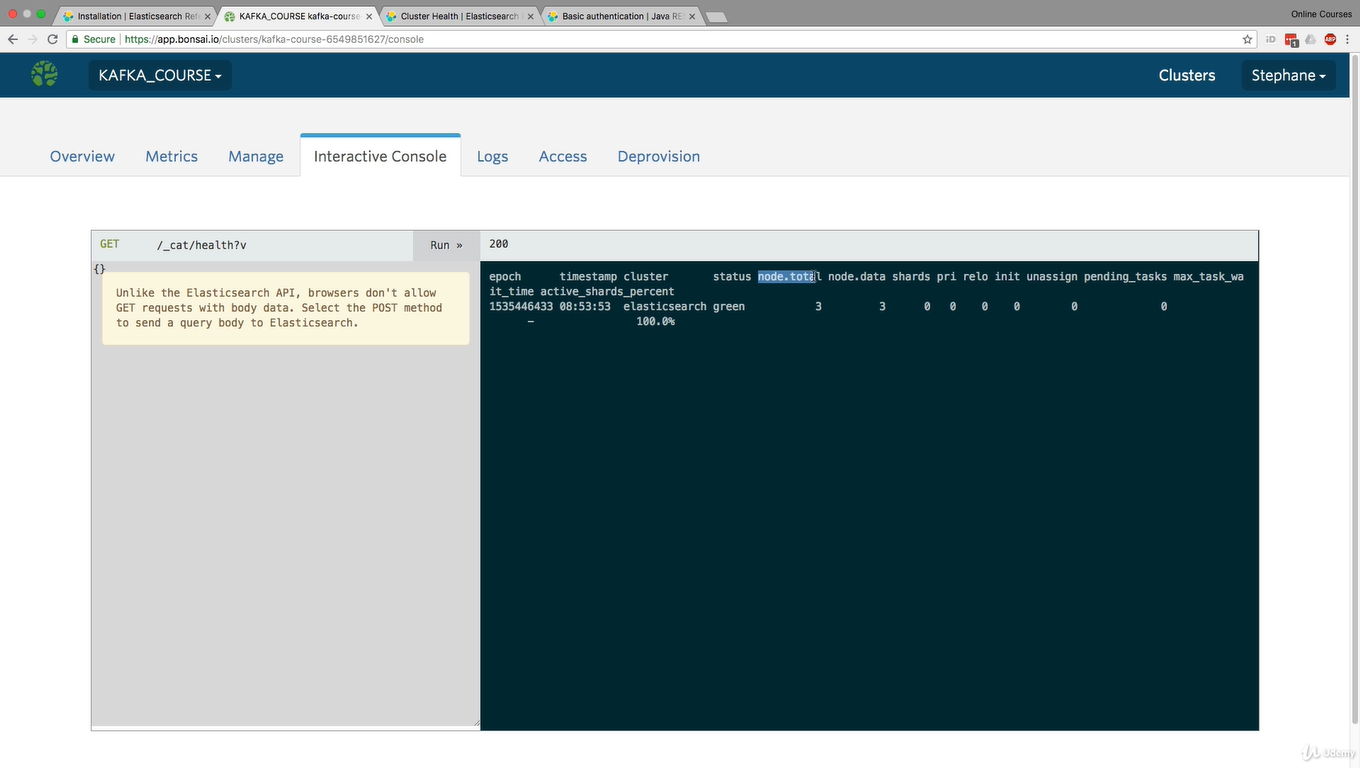 Installation | Elasticsearch Refe
KAFKA_COURSE kafka-course-
Cluster Health | Elasticsearch R
Basic authentication | Java RES
Online Courses
Secure | https://app.bonsai.io/clusters/kafka-course-6549851627/console
iD
1
ABP
KAFKA_COURSE
Clusters
Stephane
Overview
Metrics
Manage
Interactive Console
Logs
Access
Deprovision
GET /_cat/health?v
Run »
200
{}
Unlike the Elasticsearch API, browsers don't allow
GET requests with body data. Select the POST method
to send a query body to Elasticsearch.
epoch timestamp cluster status node.total node.data shards pri relo init unassign pending_tasks max_task_wa
it_time active_shards_percent
1535446433 08:53:53 elasticsearch green 3 3 0 0 0 0 0 0
- 100.0%
Udemy